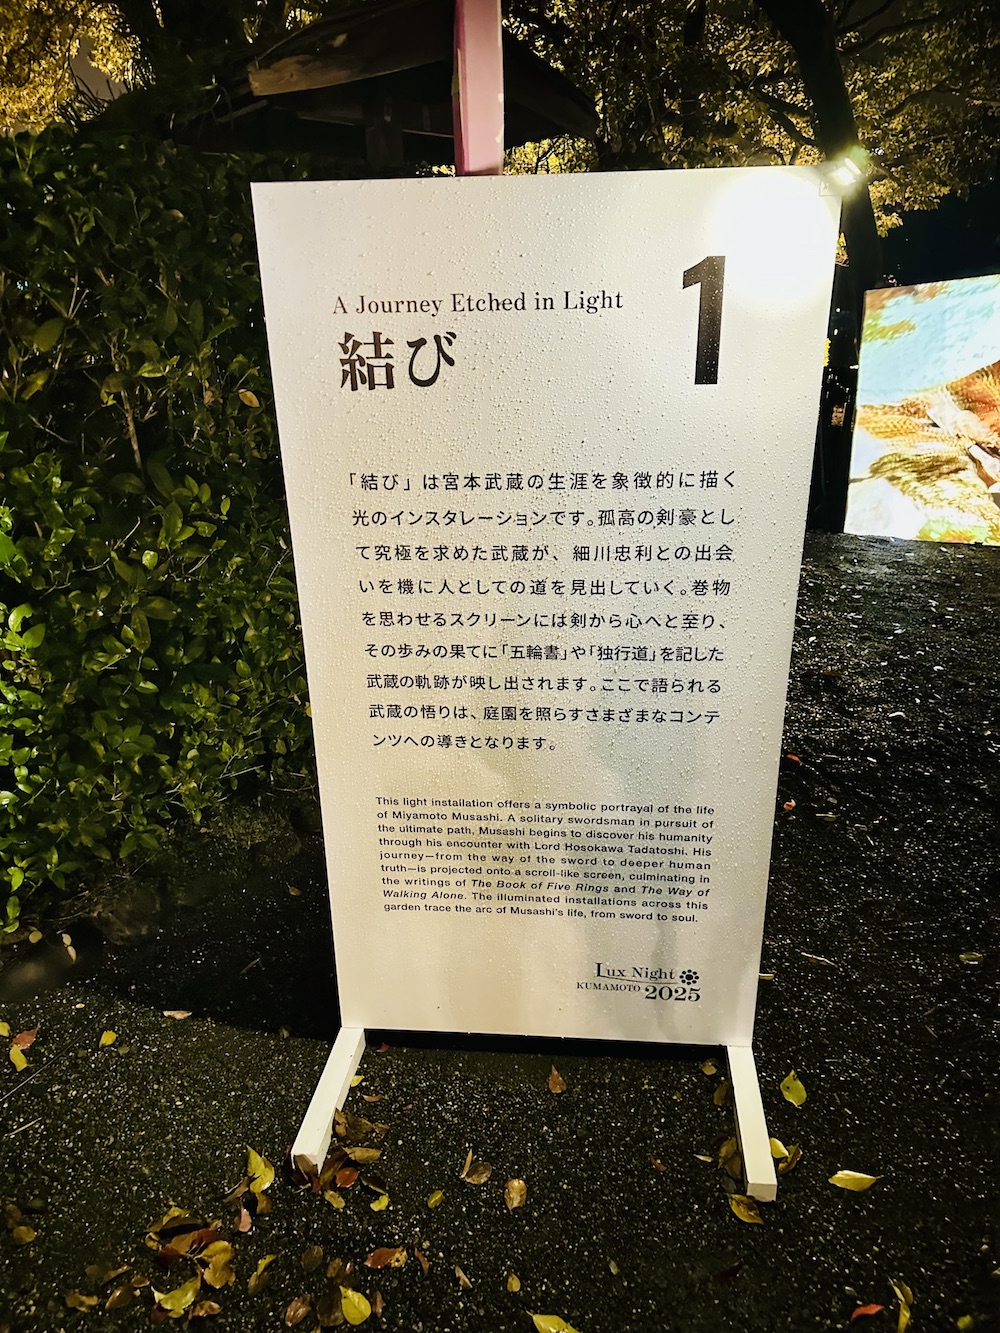 1
A Journey Etched in Light
結び
「結び」は宮本武蔵の生涯を象徴的に描く
光のインスタレーションです。孤高の剣豪とし
て究極を求めた武蔵が、細川忠利との出会
いを機に人としての道を見出していく。巻物
を思わせるスクリーンには剣から心へと至り、
その歩みの果てに「五輪書」や「独行道」を記した
武蔵の軌跡が映し出されます。ここで語られる
武蔵の悟りは、庭園を照らすさまざまなコンテ
ンツへの導きとなります。
This light installation offers a symbolic portrayal of the life
of Miyamoto Musashi. A solitary swordsman in pursuit of
the ultimate path, Musashi begins to discover his humanity
through his encounter with Lord Hosokawa Tadatoshi. His
journey—from the way of the sword to deeper human
truth—is projected onto a scroll-like screen, culminating in
the writings of The Book of Five Rings and The Way of
Walking Alone. The illuminated installations across this
garden trace the arc of Musashi's life, from sword to soul.
Lux Night
KUMAMOTO 2025